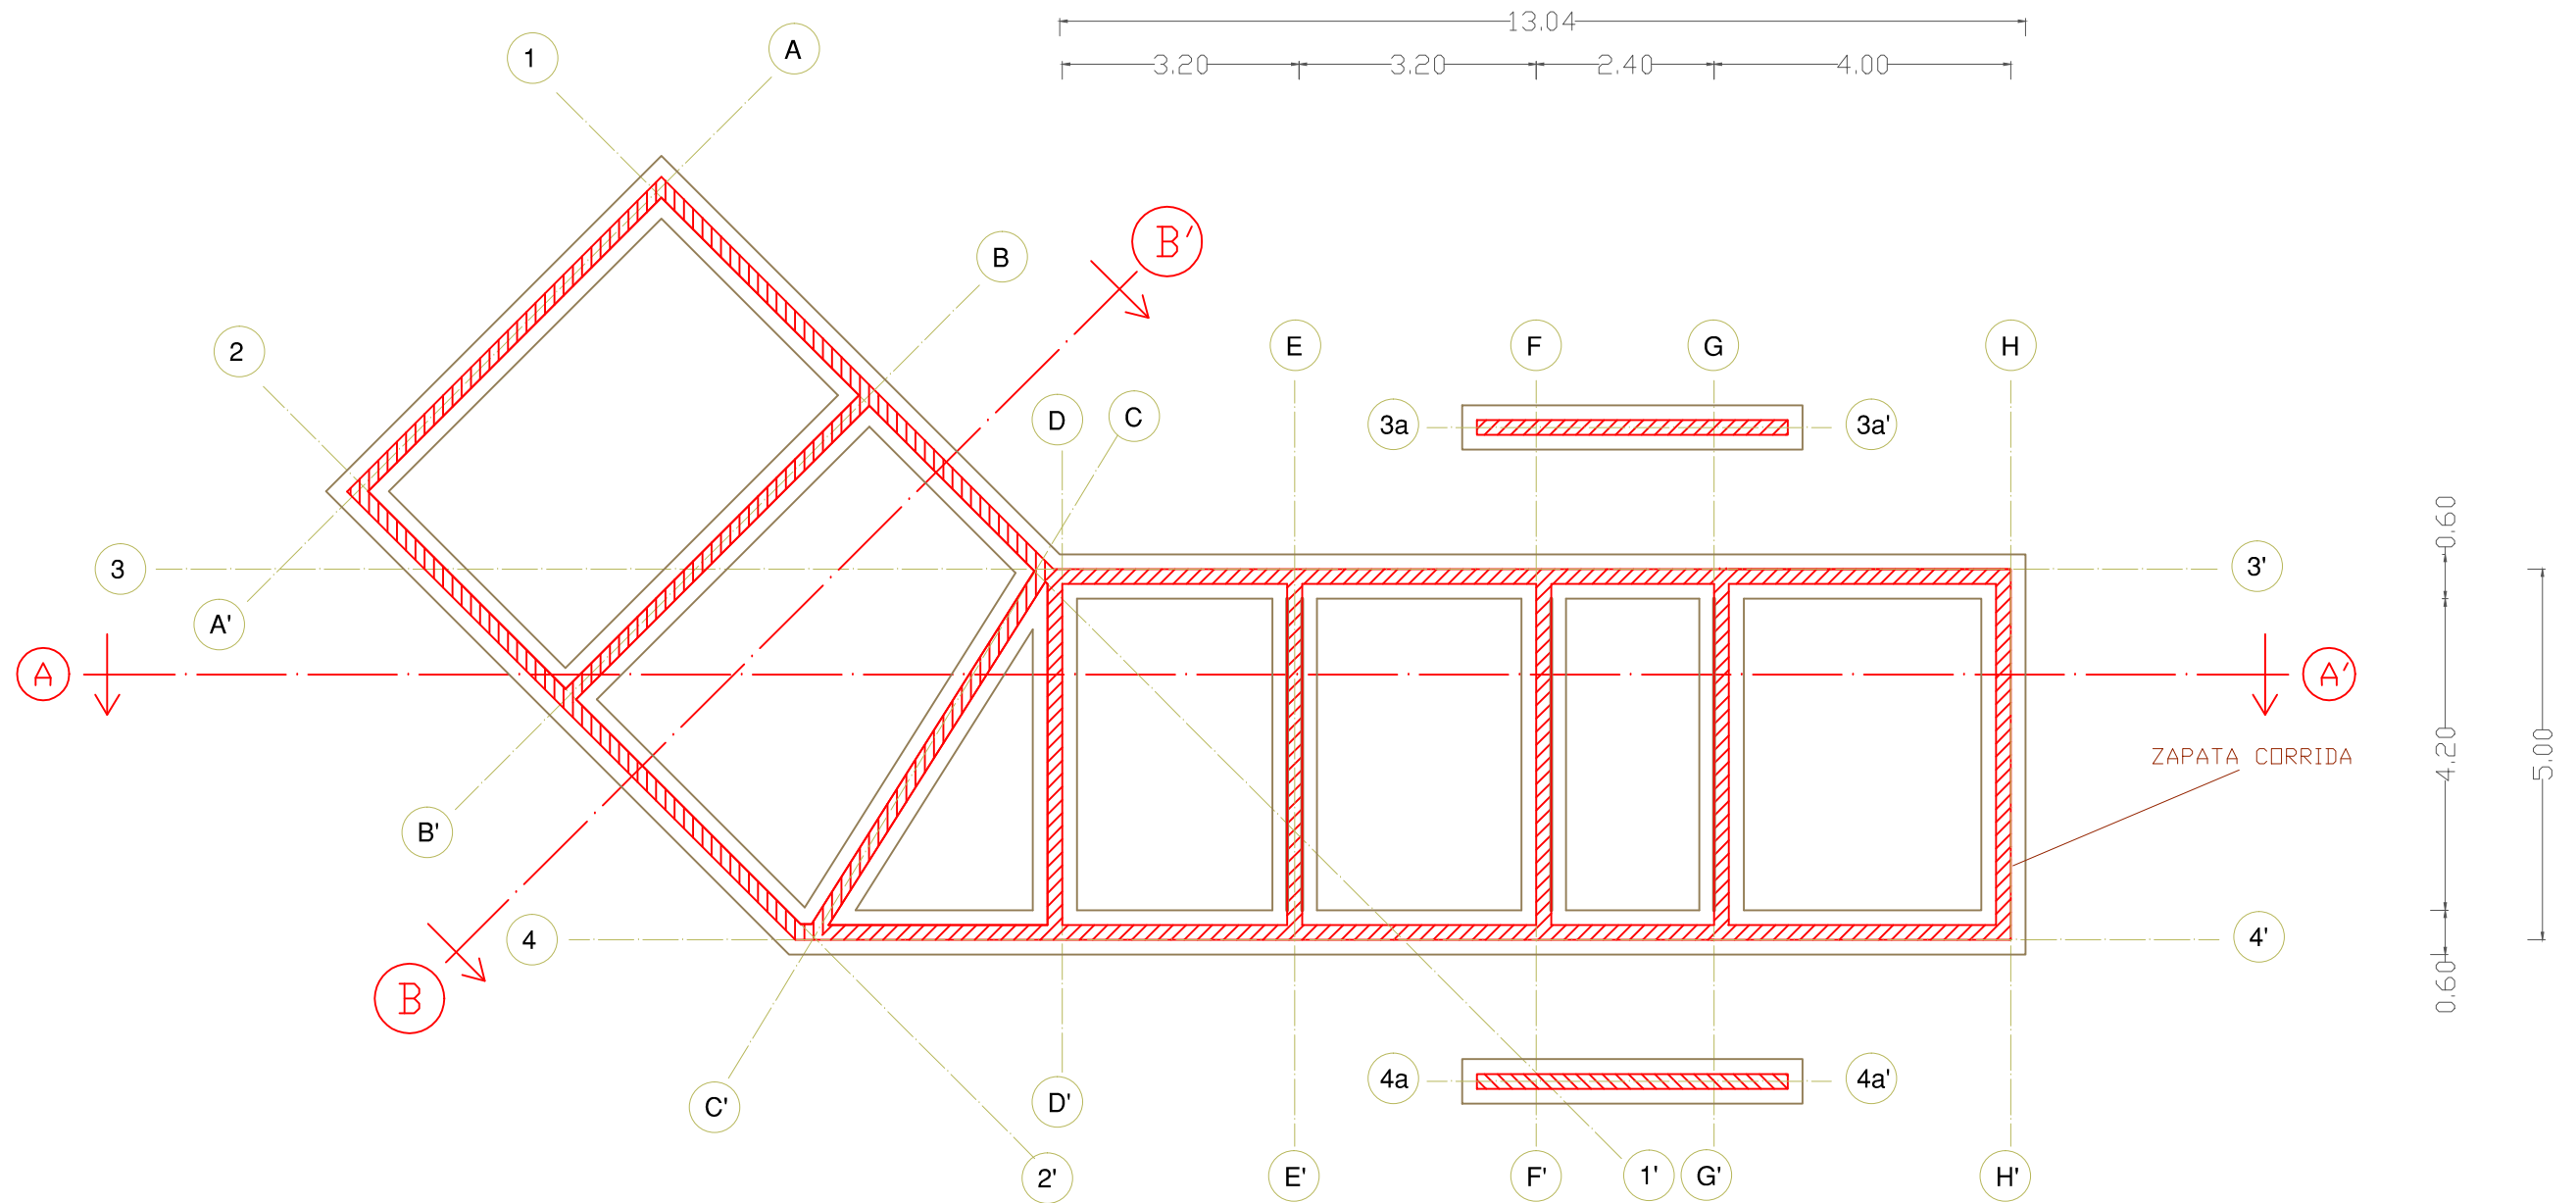 13.04
3.20
3.20
2.40
4.00
1
A
B
B′
2
E
F
G
H
D
C
3a
3a'
0.60
3
3'
A'
A
A′
ZAPATA CORRIDA
4.20
5.00
B'
4
4'
0.60
B
C'
D'
4a
4a'
2'
E'
F'
1'
G'
H'